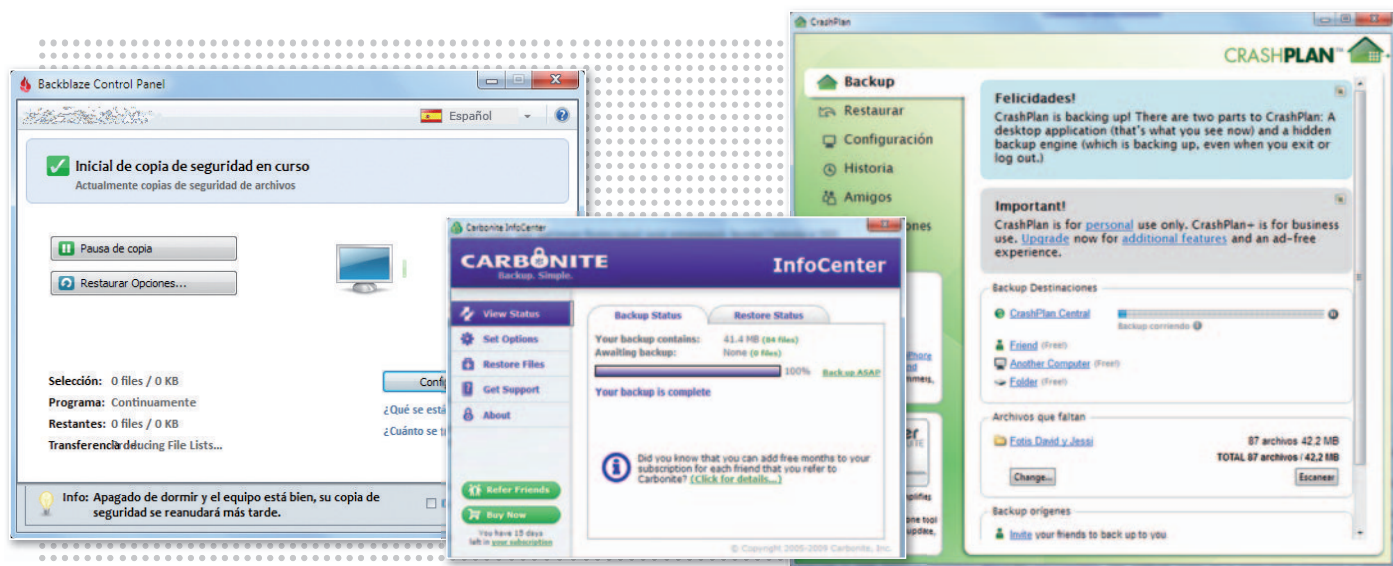 Backblaze Control Panel
Español
Inicial de copia de seguridad en curso
Actualmente copias de seguridad de archivos
Pausa de copia
Restaurar Opciones...
Selección: 0 files / 0 KB
Programa: Continuamente
Restantes: 0 files / 0 KB
¿Qué se
¿Cuánto se
Info: Apagado de dormir y el equipo está bien, su copia de
seguridad se reanudará más tarde.
Carbonite InfoCenter
CARBONITE
Backup. Simple.
InfoCenter
View Status
Set Options
Restore Files
Get Support
About
Refer Friends
Buy Now
You have 15 days
left in your subscription
Backup Status
Restore Status
Your backup contains: 41.4 MB (84 files)
Awaiting backup: None (0 files)
100% Back up ASAP
Your backup is complete
Did you know that you can add free months to your
subscription for each friend that you refer to
Carbonite? (Click for details...)
© Copyright 2005-2009 Carbonite, Inc.
CrashPlan
CRASHPLAN™
Backup
Restaurar
Configuración
Historia
Amigos
Felicidades!
CrashPlan is backing up! There are two parts to CrashPlan: A
desktop application (that's what you see now) and a hidden
backup engine (which is backing up, even when you exit or
log out.)
Important!
CrashPlan is for personal use only. CrashPlan+ is for business
use. Upgrade now for additional features and an ad-free
experience.
Backup Destinaciones
CrashPlan Central
Backup corriendo
Friend (Free!)
Another Computer (Free!)
Folder (Free!)
Archivos que faltan
Fotis David y Jessi
87 archivos 42,2 MB
TOTAL 87 archivos / 42,2 MB
Change...
Escanear
Backup orígenes
Invite your friends to back up to you